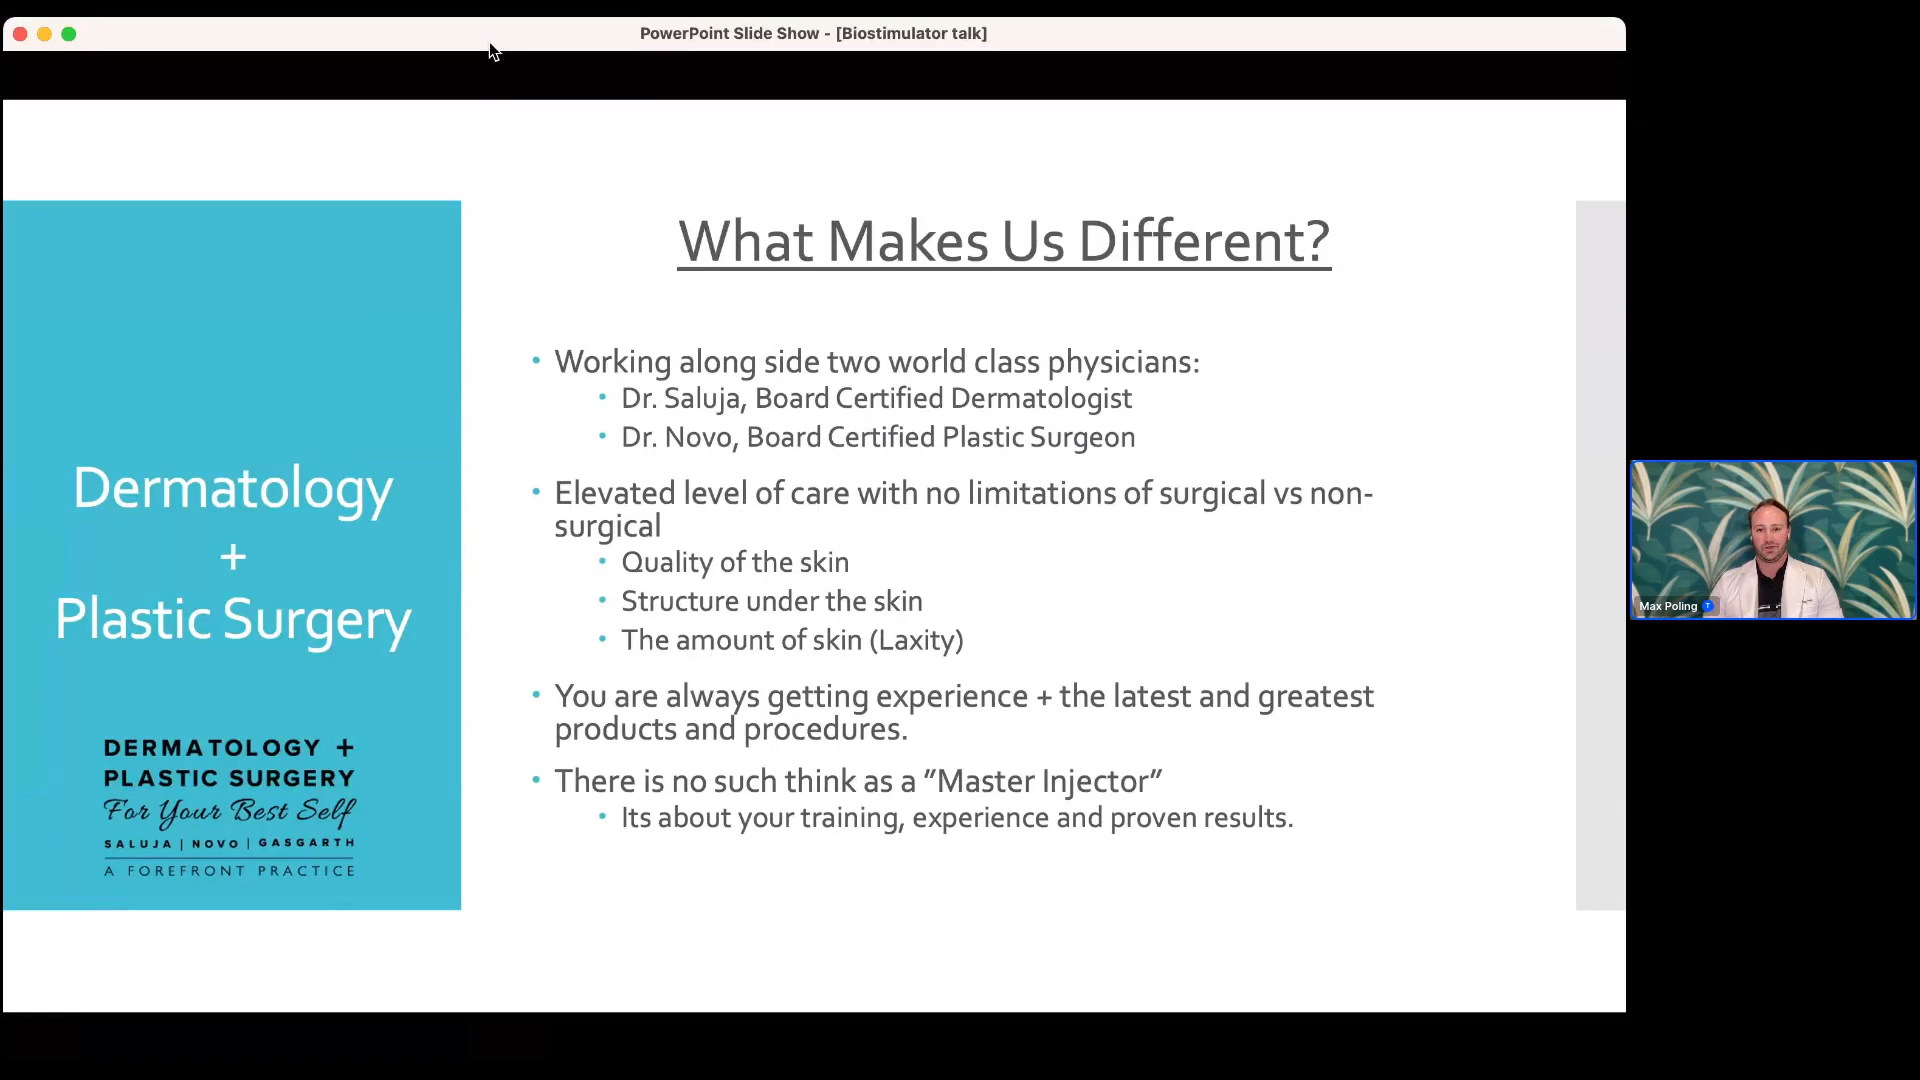 PowerPoint Slide Show - [Biostimulator talk]
Dermatology
+
Plastic Surgery
DERMATOLOGY +
PLASTIC SURGERY
For Your Best Self
SALUJA | NOVO | GASGARTH
A FOREFRONT PRACTICE
What Makes Us Different?
• Working along side two world class physicians:
• Dr. Saluja, Board Certified Dermatologist
• Dr. Novo, Board Certified Plastic Surgeon
• Elevated level of care with no limitations of surgical vs non-
surgical
• Quality of the skin
• Structure under the skin
• The amount of skin (Laxity)
• You are always getting experience + the latest and greatest
products and procedures.
• There is no such think as a "Master Injector"
• Its about your training, experience and proven results.
Max Poling T